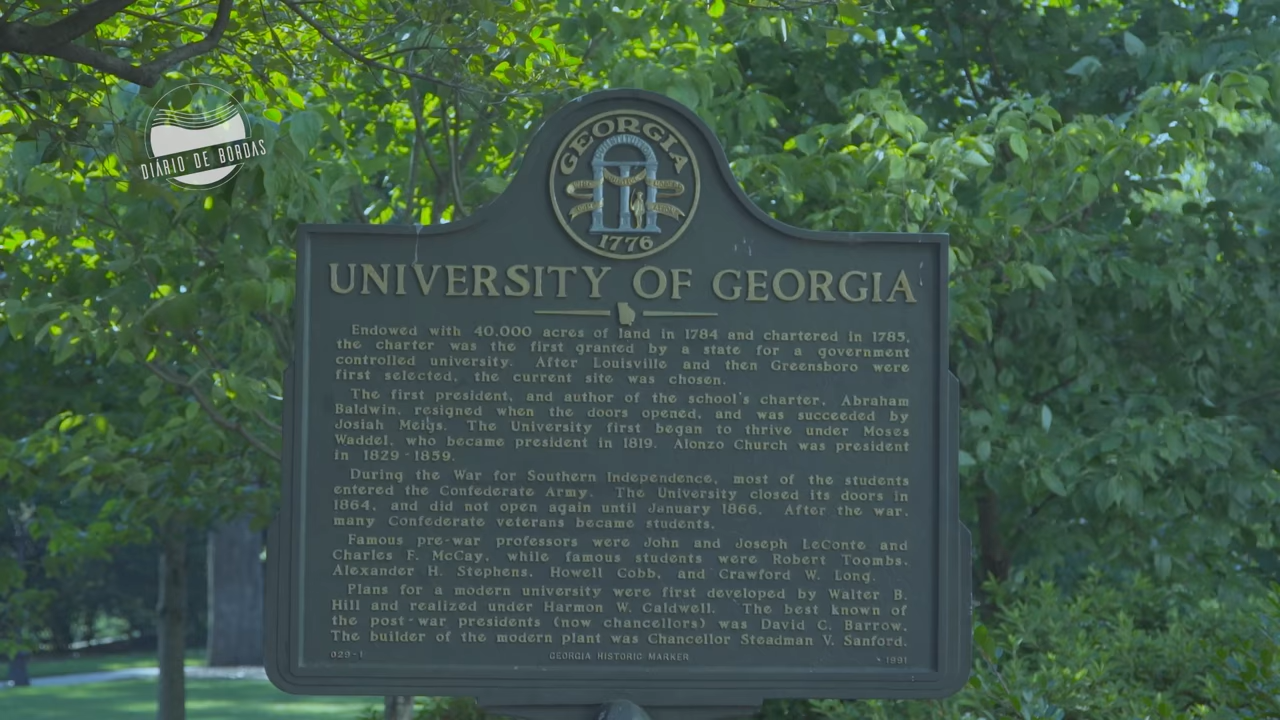 DIÁRIO DE BORDAS
GEORGIA
CONSTITUTION
1776
UNIVERSITY OF GEORGIA
Endowed with 40,000 acres of land in 1784 and chartered in 1785,
the charter was the first granted by a state for a government
controlled university. After Louisville and then Greensboro were
first selected, the current site was chosen.
The first president, and author of the school's charter, Abraham
Baldwin, resigned when the doors opened, and was succeeded by
Josiah Meigs. The University first began to thrive under Moses
Waddel, who became president in 1819. Alonzo Church was president
in 1829-1859.
During the War for Southern Independence, most of the students
entered the Confederate Army. The University closed its doors in
1864, and did not open again until January 1866. After the war,
many Confederate veterans became students.
Famous pre-war professors were John and Joseph LeConte and
Charles F. McCay, while famous students were Robert Toombs,
Alexander H. Stephens, Howell Cobb, and Crawford W. Long.
Plans for a modern university were first developed by Walter B.
Hill and realized under Harmon W. Caldwell. The best known of
the post-war presidents (now chancellors) was David C. Barrow.
The builder of the modern plant was Chancellor Steadman V. Sanford.
029-1 GEORGIA HISTORIC MARKER 1991